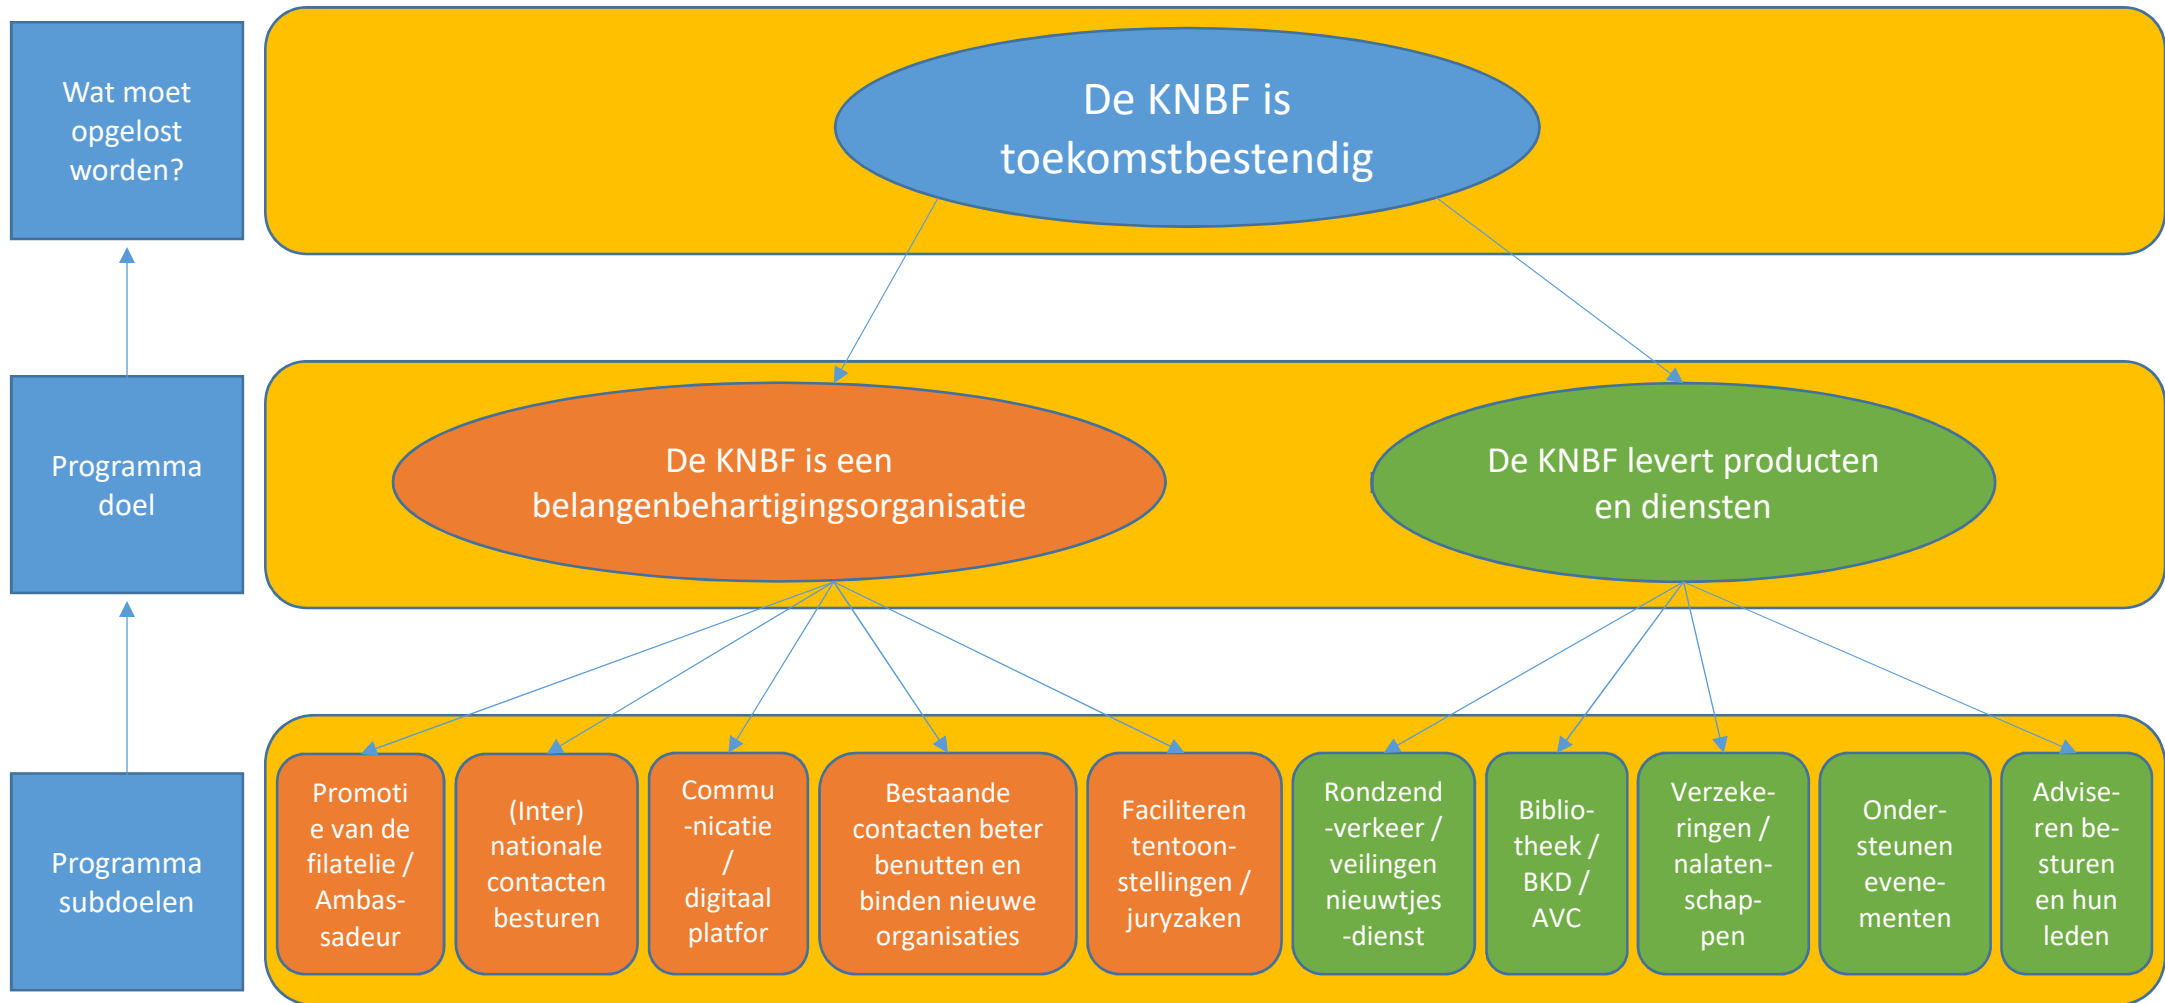 Wat moet
opgelost
worden?
De KNBF is
toekomstbestendig
Programma
doel
De KNBF is een
belangenbehartigingsorganisatie
De KNBF levert producten
en diensten
Programma
subdoelen
Promoti
e van de
filatelie /
Ambas-
sadeur
(Inter)
nationale
contacten
besturen
Commu
-nicatie
/
digitaal
platfor
Bestaande
contacten beter
benutten en
binden nieuwe
organisaties
Faciliteren
tentoon-
stellingen /
juryzaken
Rondzend
-verkeer /
veilingen
nieuwtjes
-dienst
Biblio-
theek /
BKD /
AVC
Verzeke-
ringen /
nalaten-
schap-
pen
Onder-
steunen
evene-
menten
Advise-
ren be-
sturen
en hun
leden